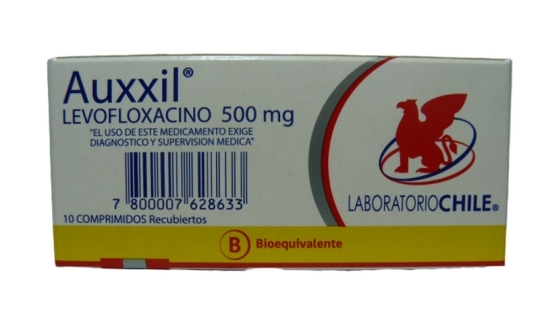 Auxxil®
LEVOFLOXACINO 500 mg
"EL USO DE ESTE MEDICAMENTO EXIGE
DIAGNOSTICO Y SUPERVISION MEDICA"
7 800007 628633
10 COMPRIMIDOS Recubiertos
LABORATORIOCHILE®
B Bioequivalente